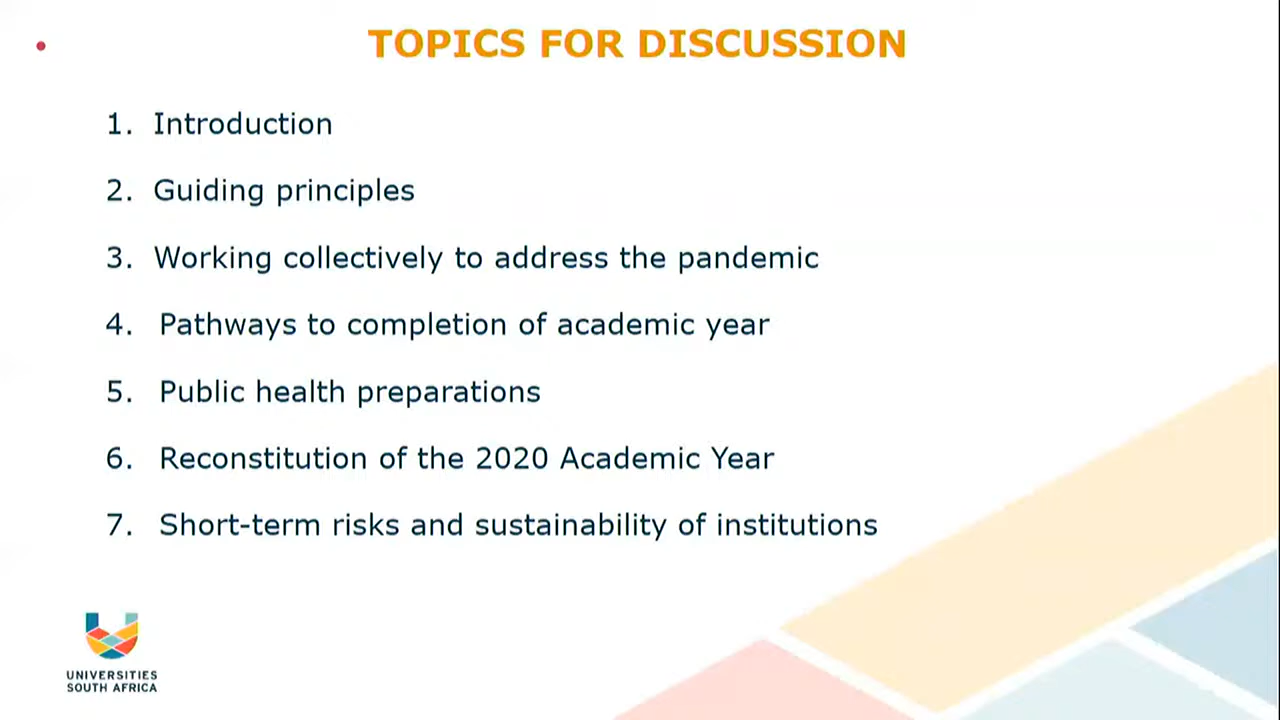 TOPICS FOR DISCUSSION
1. Introduction
2. Guiding principles
3. Working collectively to address the pandemic
4. Pathways to completion of academic year
5. Public health preparations
6. Reconstitution of the 2020 Academic Year
7. Short-term risks and sustainability of institutions
UNIVERSITIES
SOUTH AFRICA